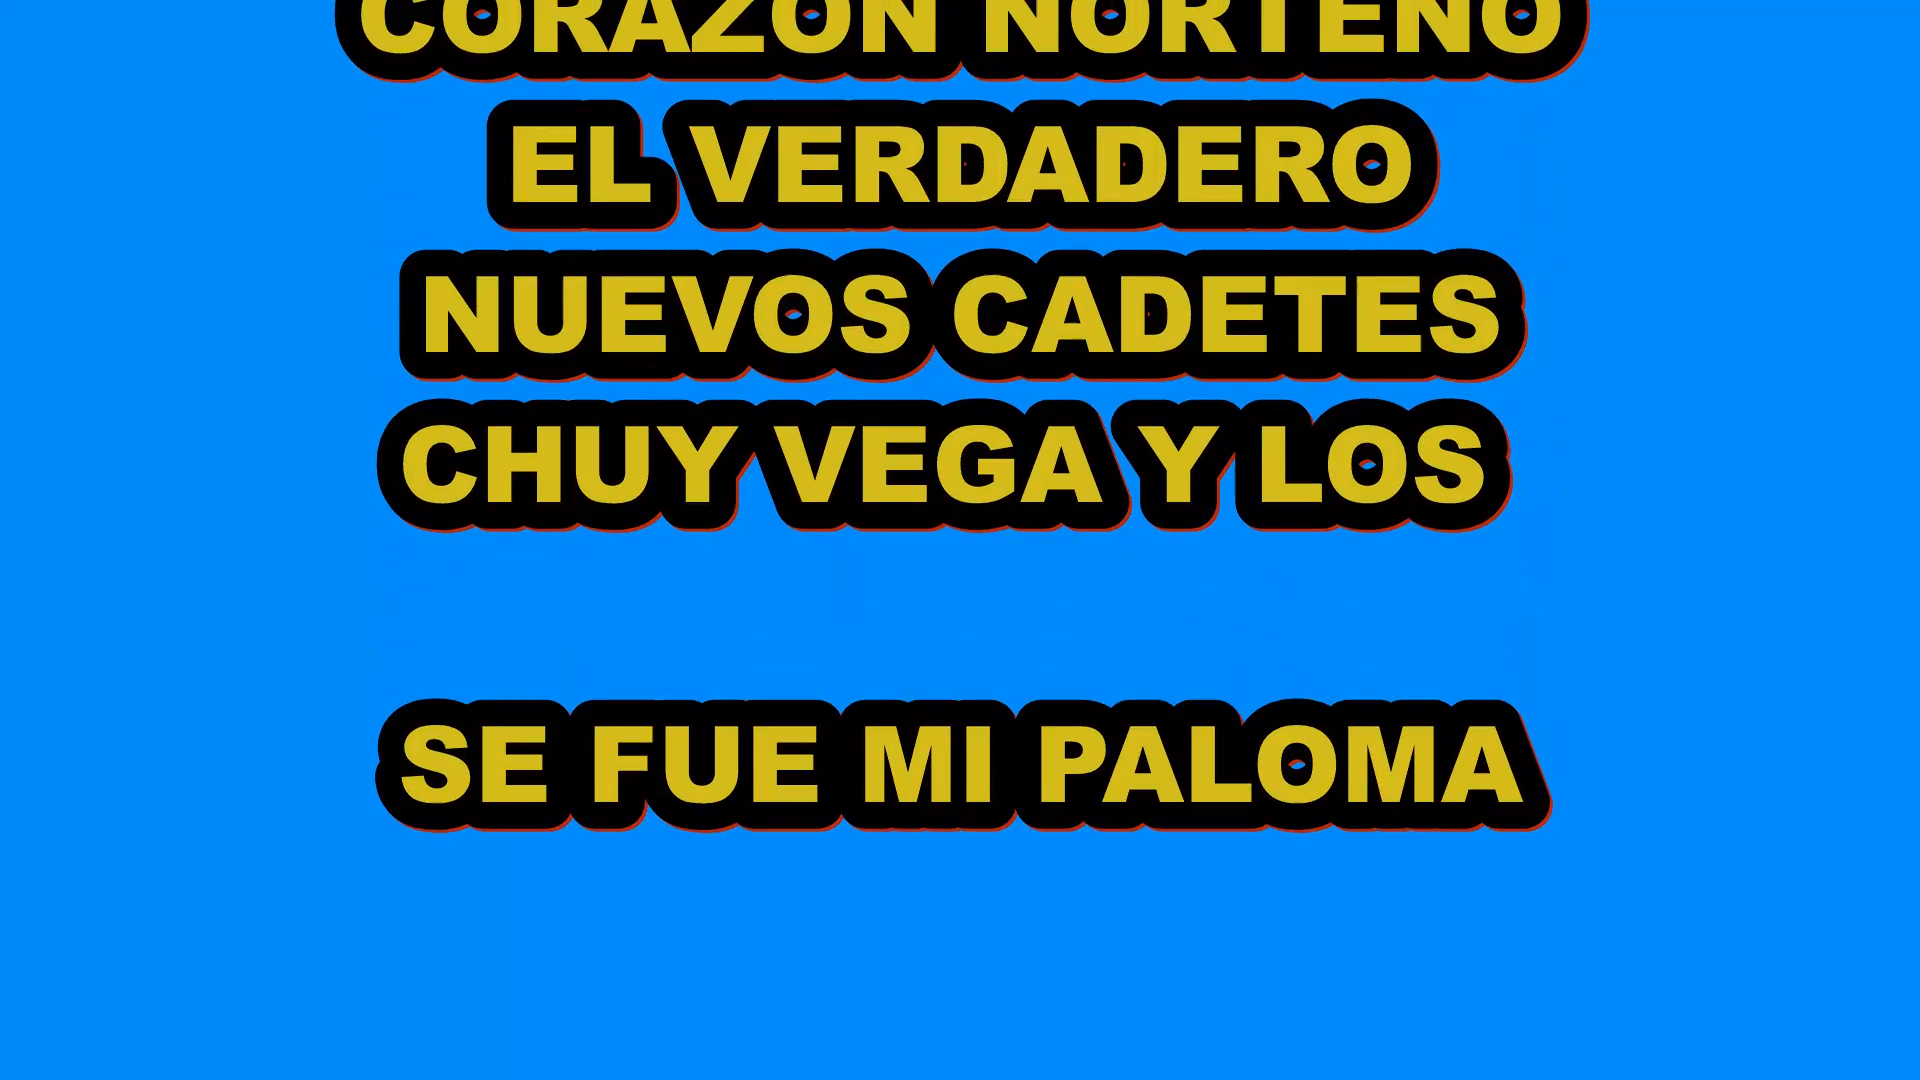 CORAZON NORTEÑO
EL VERDADERO
NUEVOS CADETES
CHUY VEGA Y LOS
SE FUE MI PALOMA